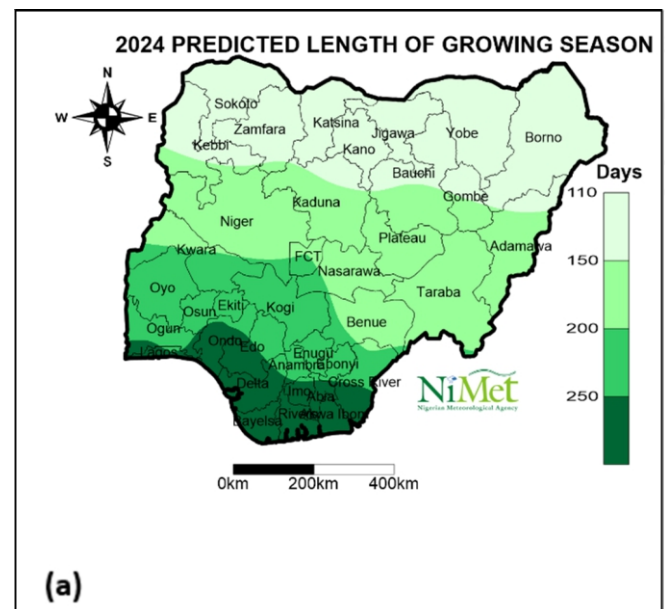 2024 PREDICTED LENGTH OF GROWING SEASON
N
W E
S
Sokoto
Zamfara
Kebbi
Katsina
Kano
Jigawa
Yobe
Borno
Bauchi
Gombe
Kaduna
Niger
Plateau
Adamawa
Kwara
FCT
Nasarawa
Taraba
Oyo
Ekiti
Kogi
Osun
Benue
Ogun
Ondo
Edo
Lagos
Enugu
Anambra
Ebonyi
Cross River
Delta
Imo
Abia
Bayelsa
Rivers
Akwa Ibom
Days
110
150
200
250
NiMet
Nigerian Meteorological Agency
0km 200km 400km
(a)